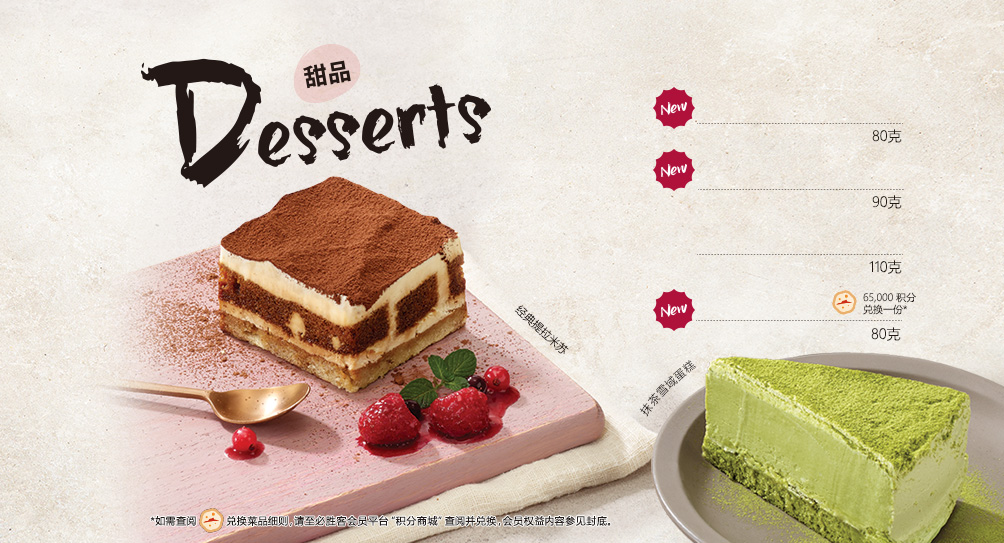 甜品
Desserts
New
80克
New
90克
110克
65,000 积分
兑换一份*
New
80克
经典提拉米苏
抹茶雪域蛋糕
*如需查阅 兑换菜品细则，请至必胜客会员平台“积分商城”查阅并兑换，会员权益内容参见封底。